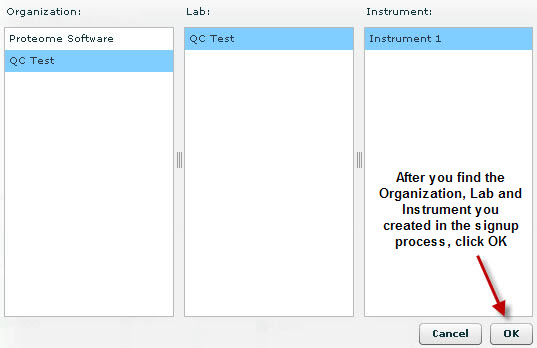 Organization:
Lab:
Instrument:
Proteome Software
QC Test
QC Test
Instrument 1
After you find the
Organization, Lab and
Instrument you
created in the signup
process, click OK
Cancel
OK